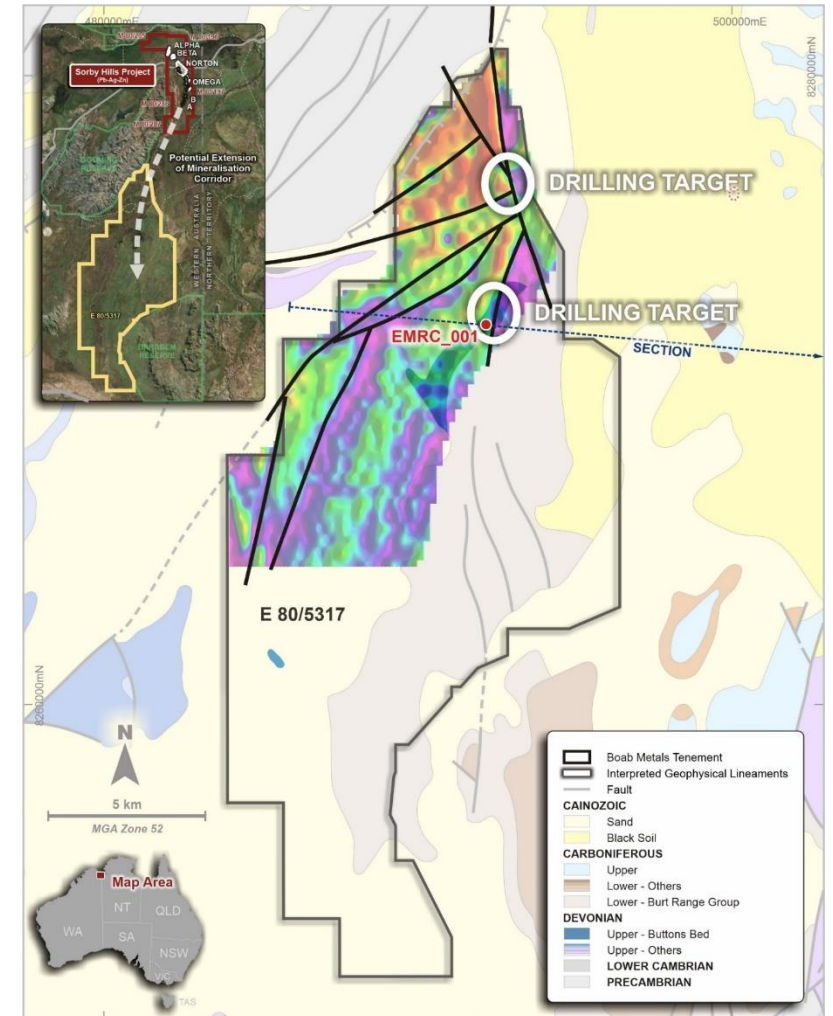 480000mE
500000mE
8280000mN
ALPHA
BETA
NORTON
Sorby Hills Project
(Pb-Ag-Zn)
OMEGA
B
A
Potential Extension
of Mineralisation
Corridor
WESTERN AUSTRALIA
NORTHERN TERRITORY
E 80/5317
RESERVE
DRILLING TARGET
DRILLING TARGET
EMRC_001
SECTION
E 80/5317
N
5 km
MGA Zone 52
Map Area
WA
NT
QLD
SA
NSW
VIC
TAS
Boab Metals Tenement
Interpreted Geophysical Lineaments
Fault
CAINOZOIC
Sand
Black Soil
CARBONIFEROUS
Upper
Lower - Others
Lower - Burt Range Group
DEVONIAN
Upper - Buttons Bed
Upper - Others
LOWER CAMBRIAN
PRECAMBRIAN